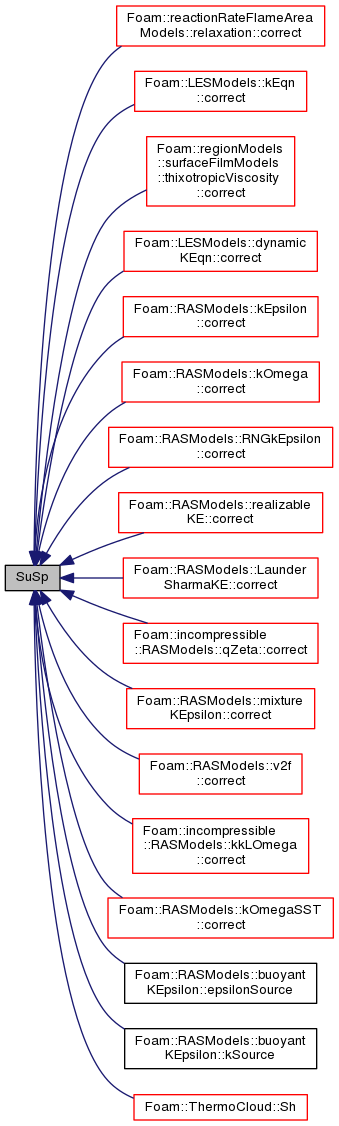 Foam::reactionRateFlameArea
Models::relaxation::correct
Foam::LESModels::kEqn
::correct
Foam::regionModels
::surfaceFilmModels
::thixotropicViscosity
::correct
Foam::LESModels::dynamic
KEqn::correct
Foam::RASModels::kEpsilon
::correct
Foam::RASModels::kOmega
::correct
Foam::RASModels::RNGkEpsilon
::correct
Foam::RASModels::realizable
KE::correct
SuSp
Foam::RASModels::Launder
SharmaKE::correct
Foam::incompressible
::RASModels::qZeta::correct
Foam::RASModels::mixture
KEpsilon::correct
Foam::RASModels::v2f
::correct
Foam::incompressible
::RASModels::kkLOmega
::correct
Foam::RASModels::kOmegaSST
::correct
Foam::RASModels::buoyant
KEpsilon::epsilonSource
Foam::RASModels::buoyant
KEpsilon::kSource
Foam::ThermoCloud::Sh